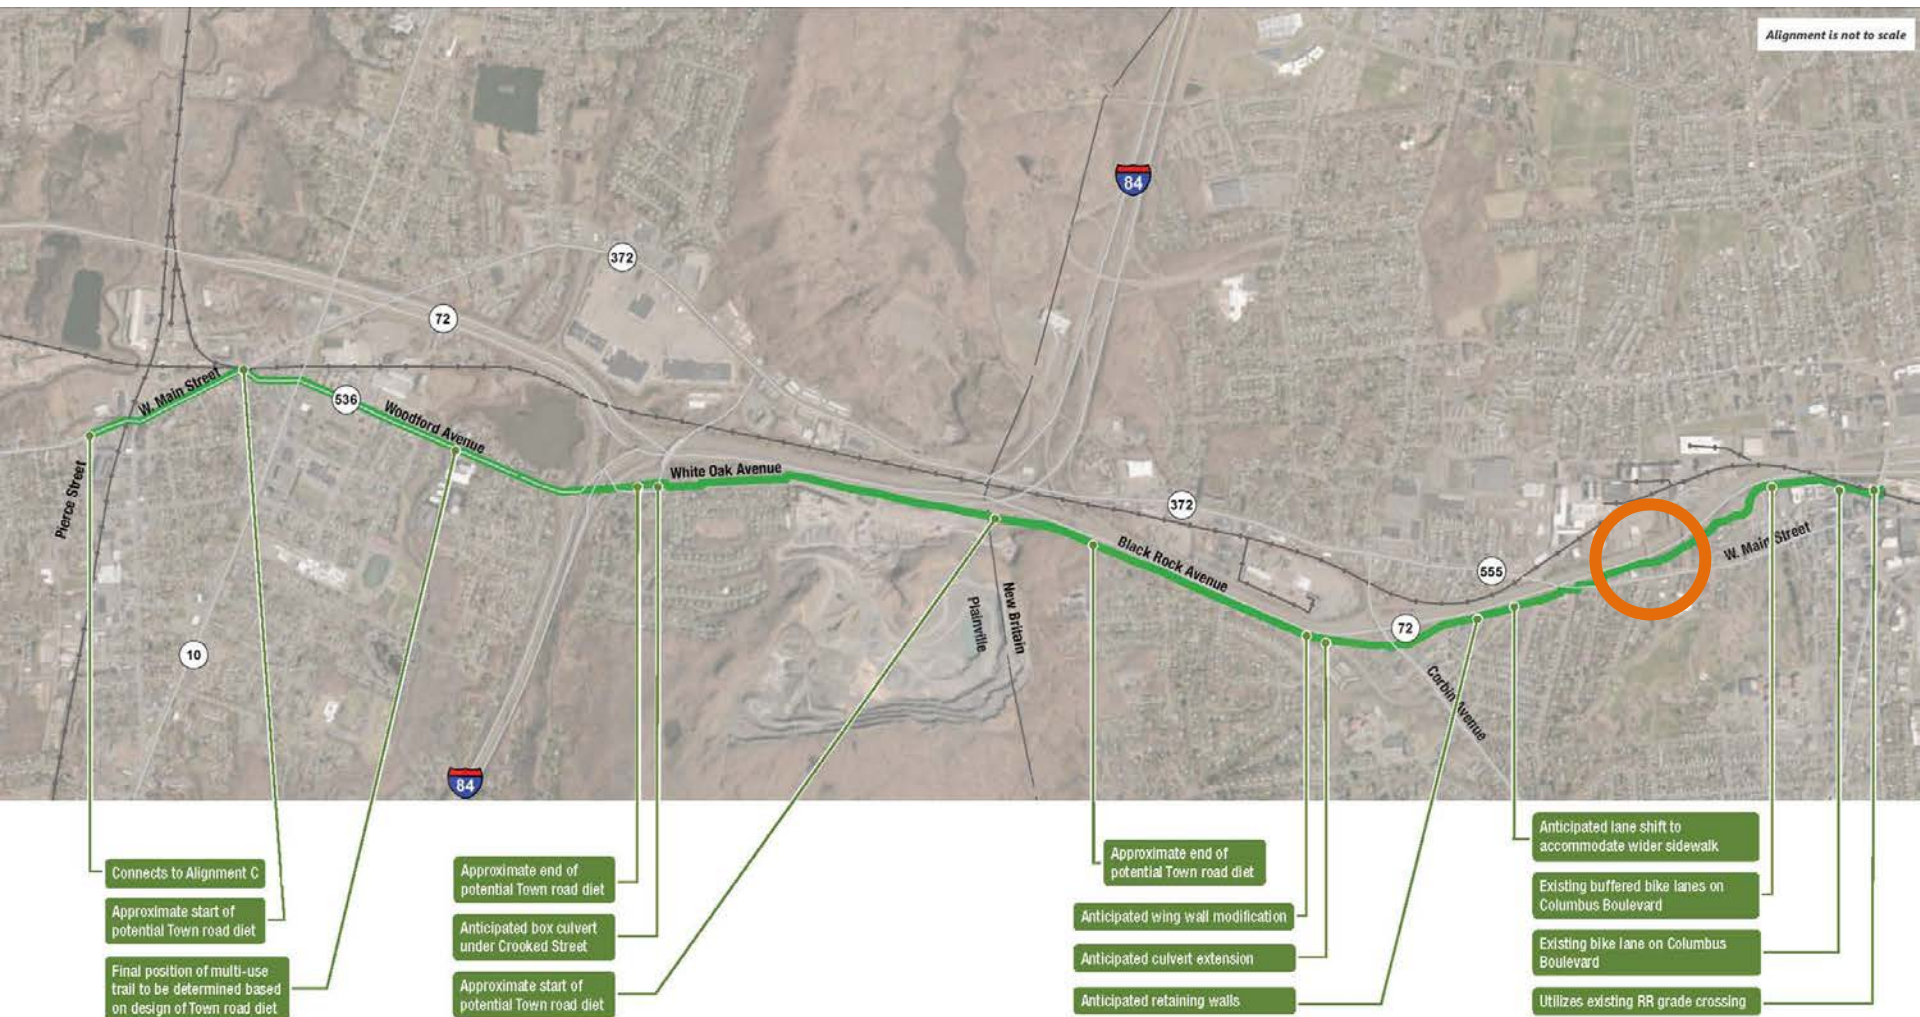 Alignment is not to scale
84
372
72
W. Main Street
536
Woodford Avenue
White Oak Avenue
Pierce Street
372
Black Rock Avenue
555
W. Main Street
New Britain
Plainville
72
10
Corbin Avenue
84
Connects to Alignment C
Approximate start of
potential Town road diet
Final position of multi-use
trail to be determined based
on design of Town road diet
Approximate end of
potential Town road diet
Anticipated box culvert
under Crooked Street
Approximate start of
potential Town road diet
Approximate end of
potential Town road diet
Anticipated wing wall modification
Anticipated culvert extension
Anticipated retaining walls
Anticipated lane shift to
accommodate wider sidewalk
Existing buffered bike lanes on
Columbus Boulevard
Existing bike lane on Columbus
Boulevard
Utilizes existing RR grade crossing